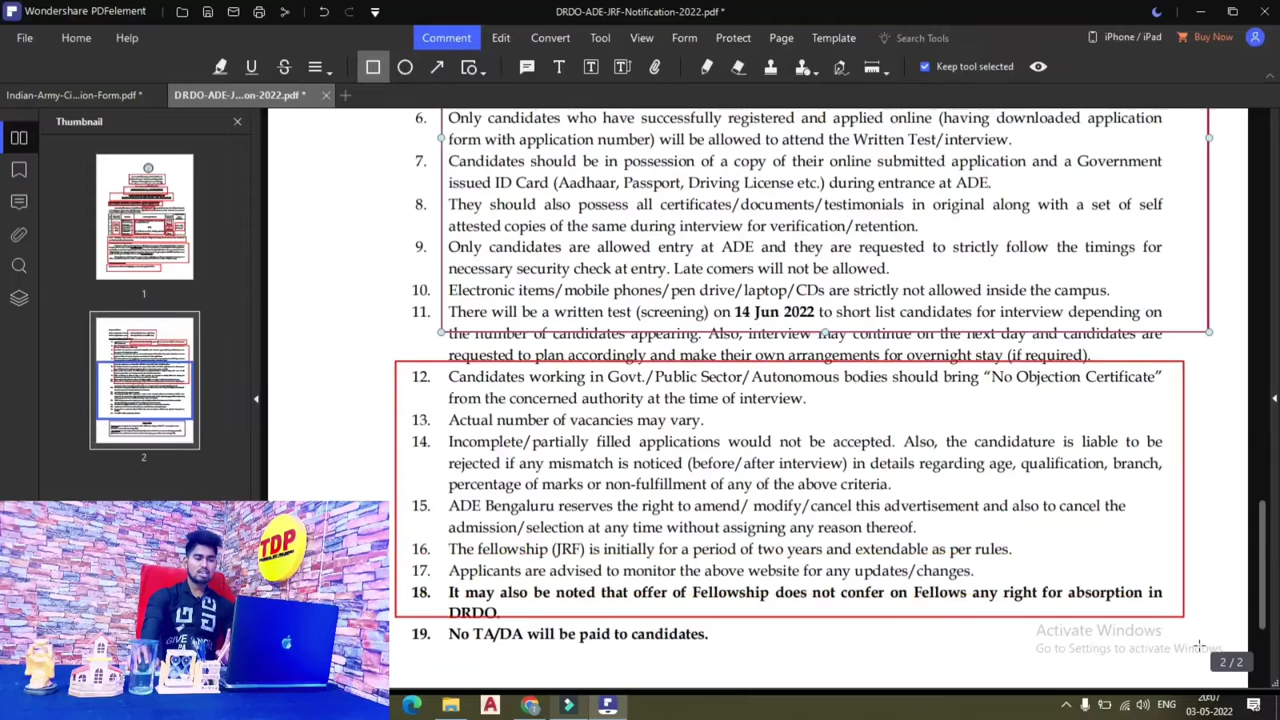 Wondershare PDFelement
DRDO-ADE-JRF-Notification-2022.pdf *
File Home Help
Comment Edit Convert Tool View Form Protect Page Template Search Tools
iPhone / iPad Buy Now
Keep tool selected
Indian-Army-Ci...ion-Form.pdf *
DRDO-ADE-J...on-2022.pdf *
Thumbnail
1
2
6. Only candidates who have successfully registered and applied online (having downloaded application
form with application number) will be allowed to attend the Written Test/interview.
7. Candidates should be in possession of a copy of their online submitted application and a Government
issued ID Card (Aadhaar, Passport, Driving License etc.) during entrance at ADE.
8. They should also possess all certificates/documents/testimonials in original along with a set of self
attested copies of the same during interview for verification/retention.
9. Only candidates are allowed entry at ADE and they are requested to strictly follow the timings for
necessary security check at entry. Late comers will not be allowed.
10. Electronic items/mobile phones/pen drive/laptop/CDs are strictly not allowed inside the campus.
11. There will be a written test (screening) on 14 Jun 2022 to short list candidates for interview depending on
the number of candidates appearing. Also, interview may continue on the next day and candidates are
requested to plan accordingly and make their own arrangements for overnight stay (if required).
12. Candidates working in Govt./Public Sector/Autonomous bodies should bring “No Objection Certificate”
from the concerned authority at the time of interview.
13. Actual number of vacancies may vary.
14. Incomplete/partially filled applications would not be accepted. Also, the candidature is liable to be
rejected if any mismatch is noticed (before/after interview) in details regarding age, qualification, branch,
percentage of marks or non-fulfillment of any of the above criteria.
15. ADE Bengaluru reserves the right to amend/ modify/cancel this advertisement and also to cancel the
admission/selection at any time without assigning any reason thereof.
16. The fellowship (JRF) is initially for a period of two years and extendable as per rules.
17. Applicants are advised to monitor the above website for any updates/changes.
18. It may also be noted that offer of Fellowship does not confer on Fellows any right for absorption in
DRDO.
19. No TA/DA will be paid to candidates.
Activate Windows
Go to Settings to activate Windows.
2 / 2
TDP
ENG
20:07
03-05-2022